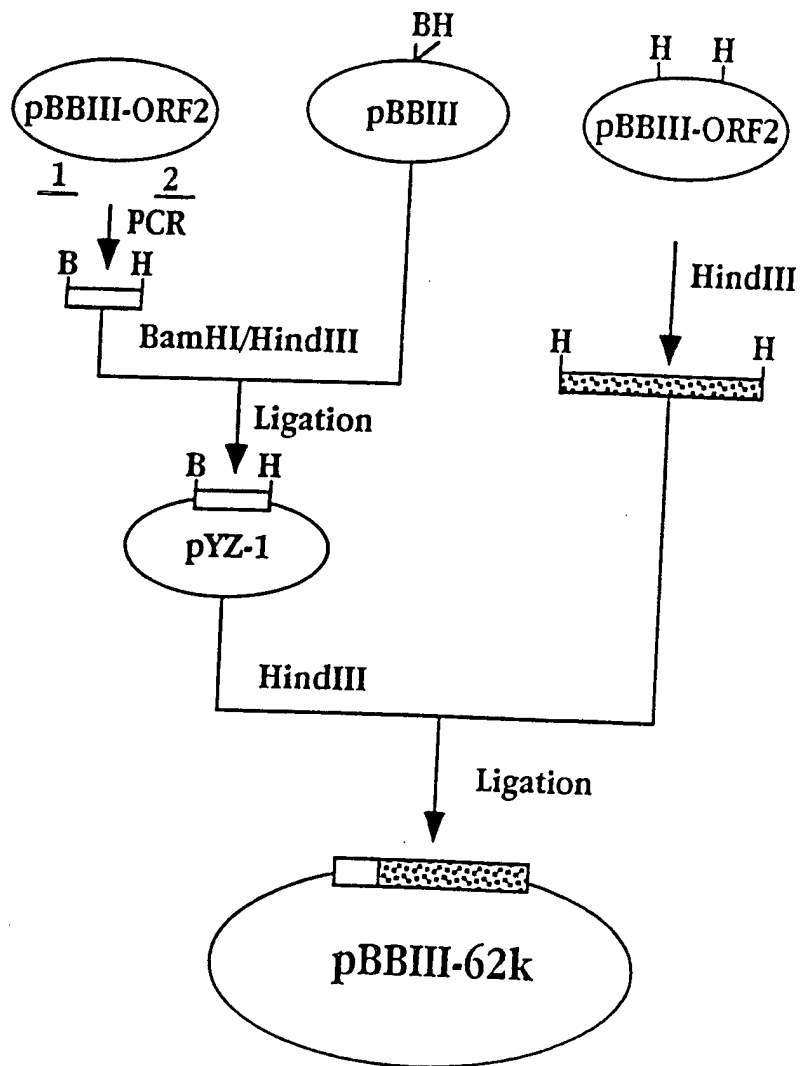 BH
H H
pBBIII-ORF2
pBBIII
pBBIII-ORF2
1 2
PCR
B H
HindIII
BamHI/HindIII
H H
Ligation
B H
pYZ-1
HindIII
Ligation
pBBIII-62k